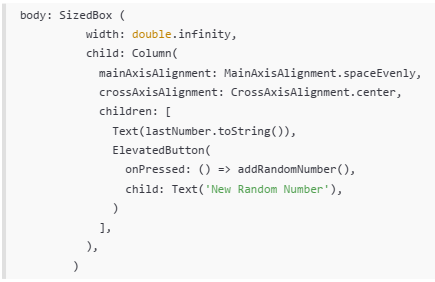 body: SizedBox (
width: double.infinity,
child: Column(
mainAxisAlignment: MainAxisAlignment.spaceEvenly,
crossAxisAlignment: CrossAxisAlignment.center,
children: [
Text(lastNumber.toString()),
ElevatedButton(
onPressed: () => addRandomNumber(),
child: Text('New Random Number'),
)
],
),
)